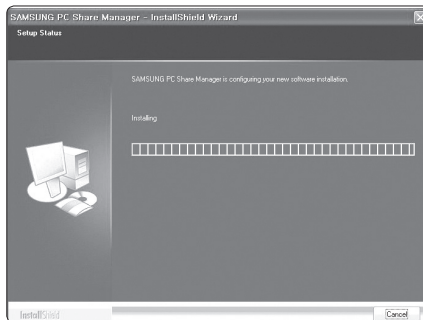 SAMSUNG PC Share Manager - InstallShield Wizard
Setup Status
SAMSUNG PC Share Manager is configuring your new software installation.
Installing
InstallShield
Cancel